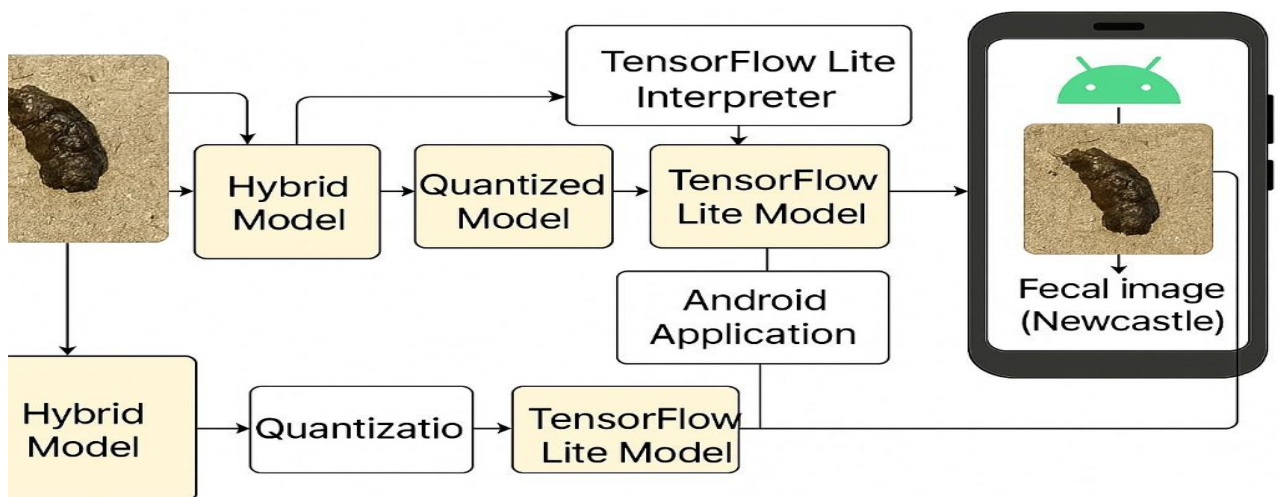 TensorFlow Lite
Interpreter
Hybrid
Model
Quantized
Model
TensorFlow
Lite Model
Android
Application
Fecal image
(Newcastle)
Hybrid
Model
Quantizatio
TensorFlow
Lite Model